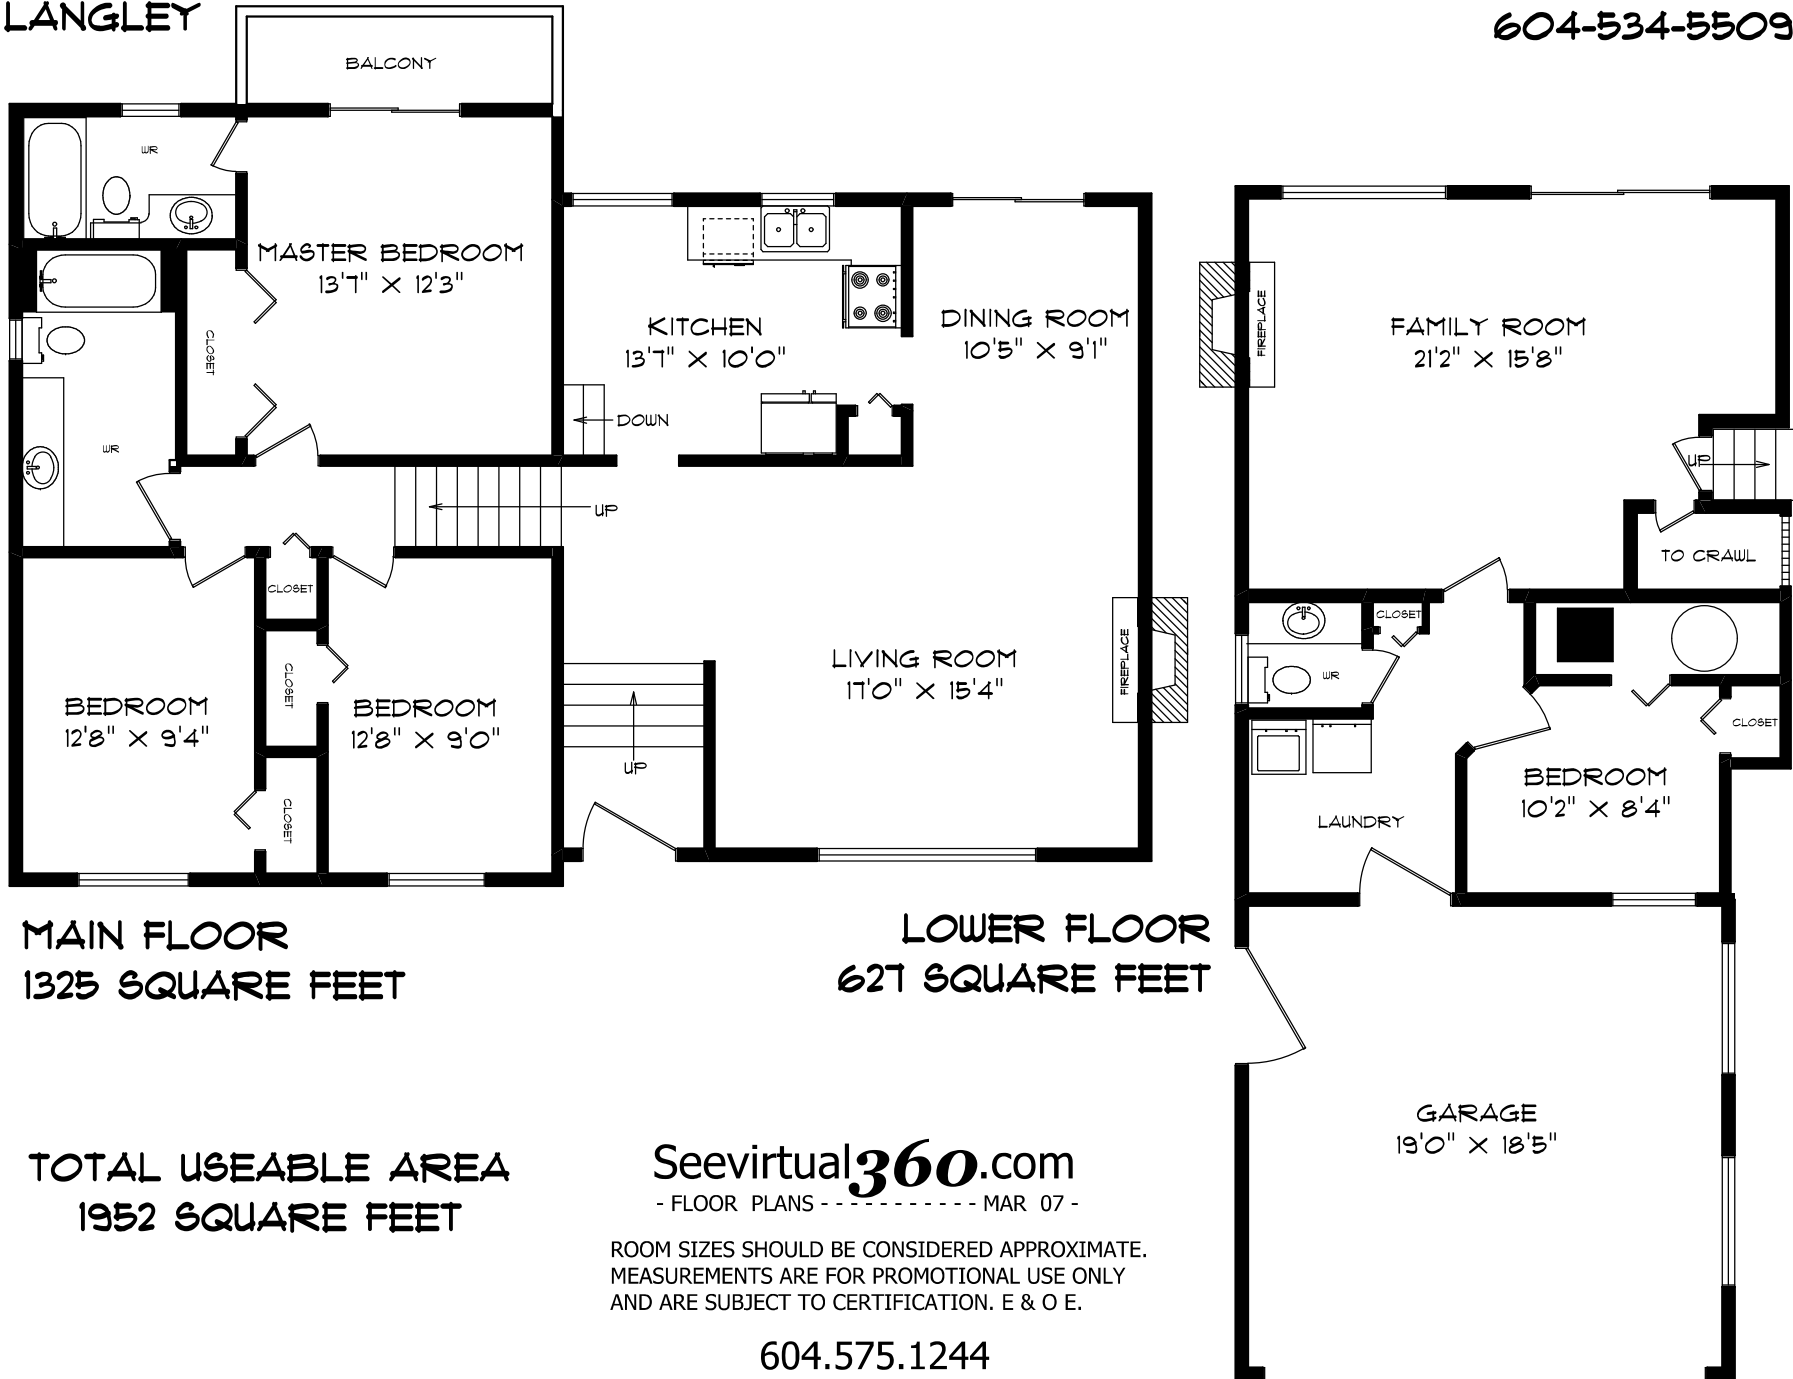 LANGLEY
604-534-5509
BALCONY
WR
MASTER BEDROOM
13'7" X 12'3"
CLOSET
WR
KITCHEN
13'7" X 10'0"
DOWN
DINING ROOM
10'5" X 9'1"
UP
CLOSET
CLOSET
CLOSET
BEDROOM
12'8" X 9'4"
BEDROOM
12'8" X 9'0"
UP
LIVING ROOM
17'0" X 15'4"
FIREPLACE
FIREPLACE
FAMILY ROOM
21'2" X 15'8"
UP
TO CRAWL
CLOSET
WR
CLOSET
BEDROOM
10'2" X 8'4"
LAUNDRY
MAIN FLOOR
1325 SQUARE FEET
LOWER FLOOR
627 SQUARE FEET
GARAGE
19'0" X 18'5"
TOTAL USEABLE AREA
1952 SQUARE FEET
Seevirtual360.com
- FLOOR PLANS - - - - - - - - - - - MAR 07 -
ROOM SIZES SHOULD BE CONSIDERED APPROXIMATE.
MEASUREMENTS ARE FOR PROMOTIONAL USE ONLY
AND ARE SUBJECT TO CERTIFICATION. E & O E.
604.575.1244